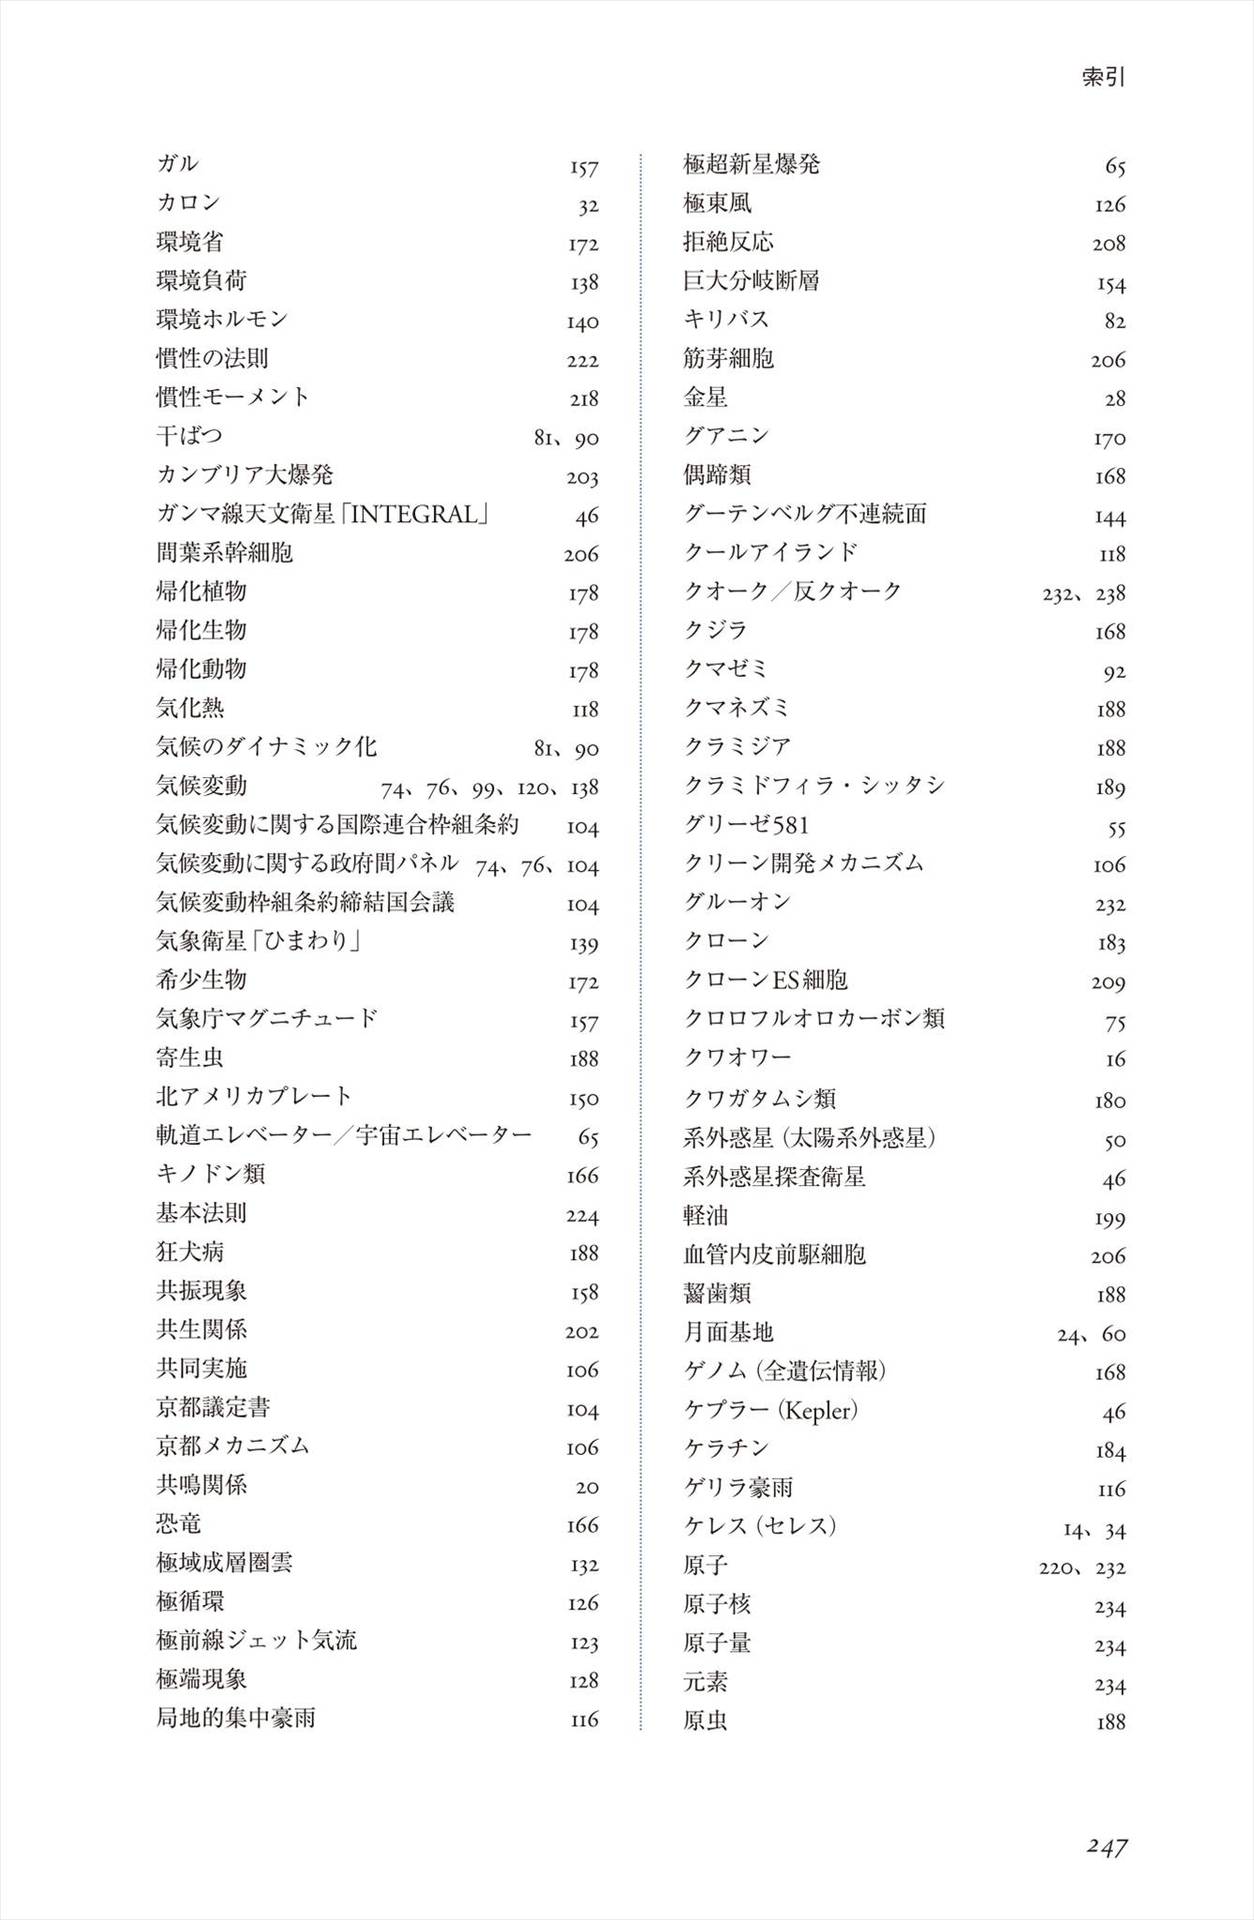 索引
ガル 157
カロン 32
環境省 172
環境負荷 138
環境ホルモン 140
慣性の法則 222
慣性モーメント 218
干ばつ 81、90
カンブリア大爆発 203
ガンマ線天文衛星「INTEGRAL」 46
間葉系幹細胞 206
帰化植物 178
帰化生物 178
帰化動物 178
気化熱 118
気候のダイナミック化 81、90
気候変動 74、76、99、120、138
気候変動に関する国際連合枠組条約 104
気候変動に関する政府間パネル 74、76、104
気候変動枠組条約締結国会議 104
気象衛星「ひまわり」 139
希少生物 172
気象庁マグニチュード 157
寄生虫 188
北アメリカプレート 150
軌道エレベーター／宇宙エレベーター 65
キノドン類 166
基本法則 224
狂犬病 188
共振現象 158
共生関係 202
共同実施 106
京都議定書 104
京都メカニズム 106
共鳴関係 20
恐竜 166
極域成層圏雲 132
極循環 126
極前線ジェット気流 123
極端現象 128
局地的集中豪雨 116
極超新星爆発 65
極東風 126
拒絶反応 208
巨大分岐断層 154
キリバス 82
筋芽細胞 206
金星 28
グアニン 170
偶蹄類 168
グーテンベルグ不連続面 144
クールアイランド 118
クオーク／反クオーク 232、238
クジラ 168
クマゼミ 92
クマネズミ 188
クラミジア 188
クラミドフィラ・シッタシ 189
グリーゼ581 55
クリーン開発メカニズム 106
グルーオン 232
クローン 183
クローンES細胞 209
クロロフルオロカーボン類 75
クワオワー 16
クワガタムシ類 180
系外惑星（太陽系外惑星） 50
系外惑星探査衛星 46
軽油 199
血管内皮前駆細胞 206
齧歯類 188
月面基地 24、60
ゲノム（全遺伝情報） 168
ケプラー（Kepler） 46
ケラチン 184
ゲリラ豪雨 116
ケレス（セレス） 14、34
原子 220、232
原子核 234
原子量 234
元素 234
原虫 188
247